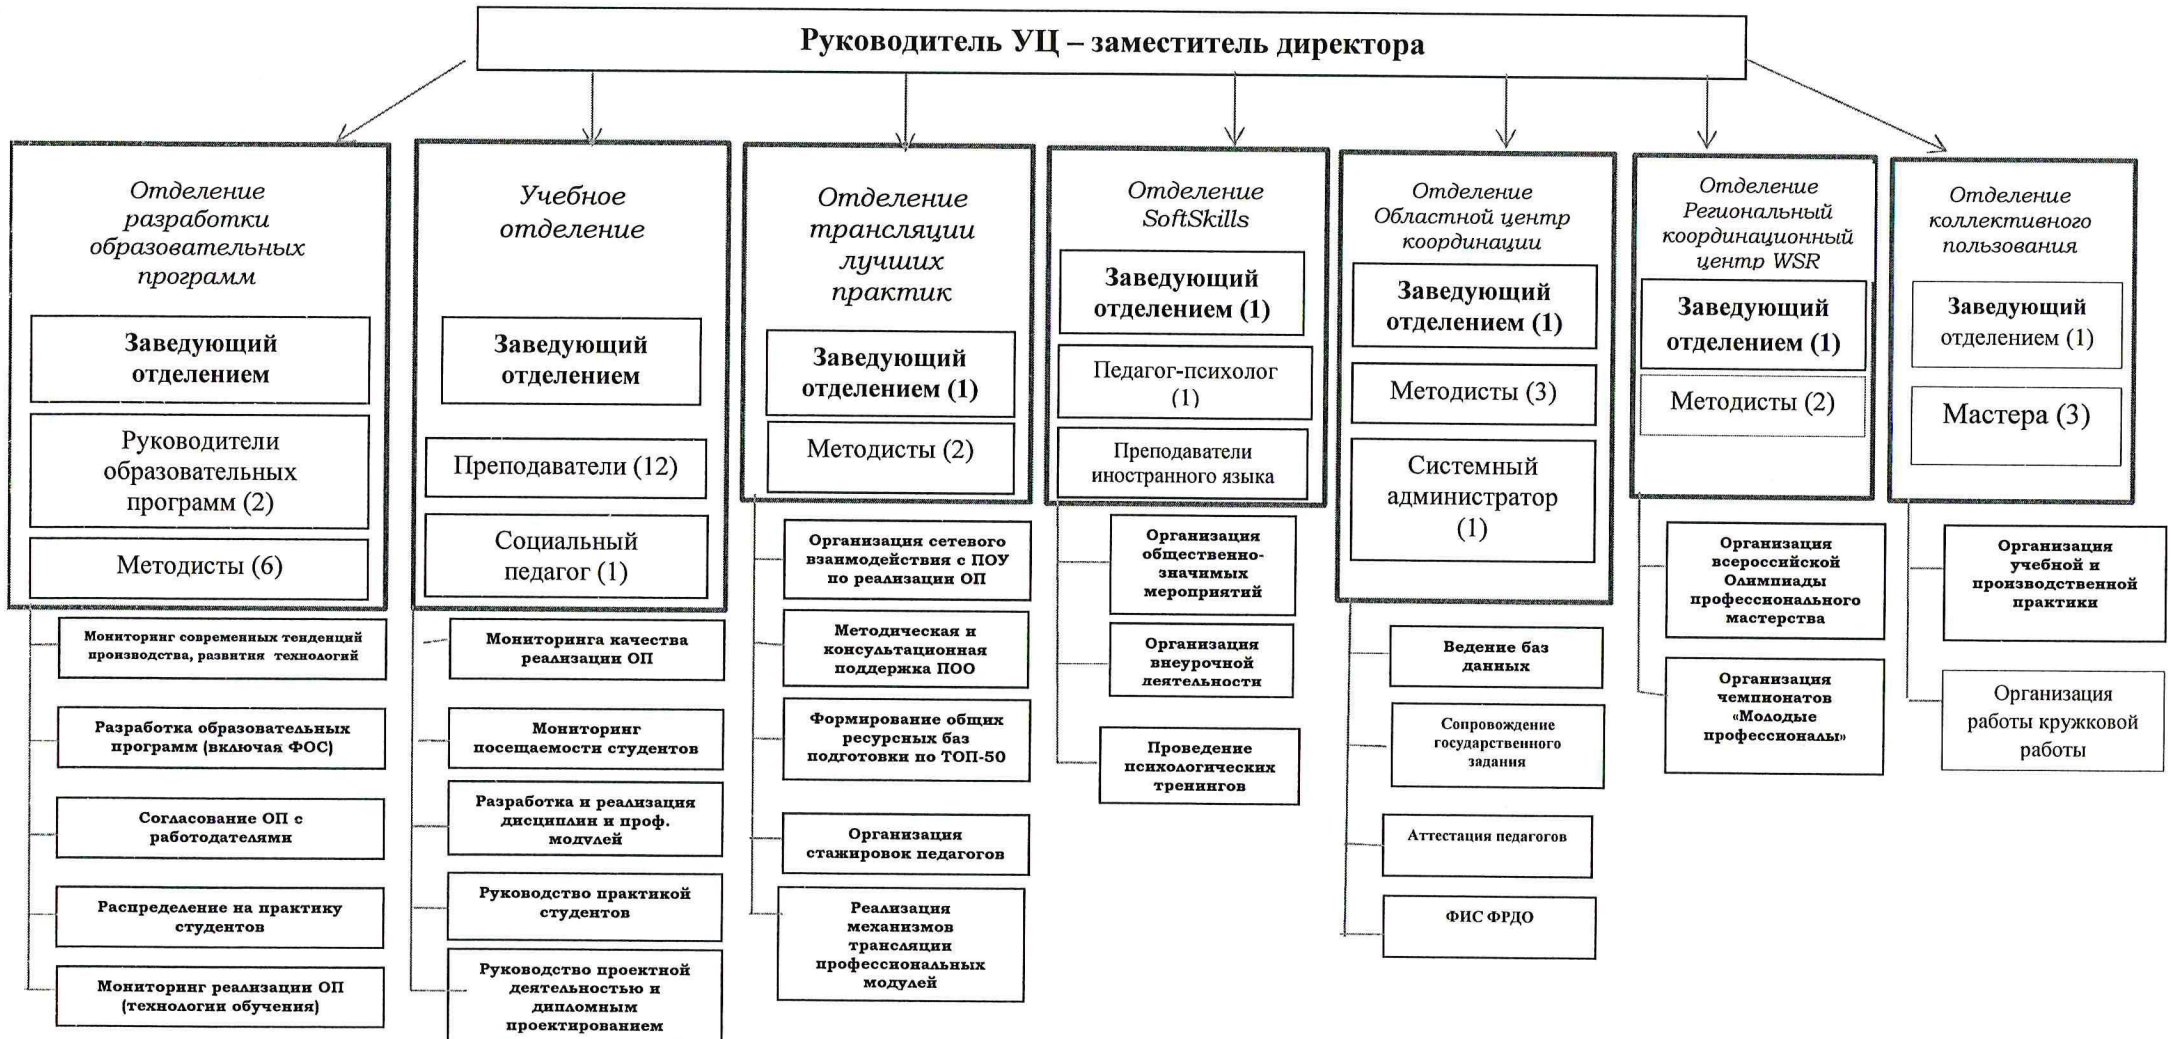 Руководитель УЦ – заместитель директора
Отделение
разработки
образовательных
программ
Заведующий
отделением
Руководители
образовательных
программ (2)
Методисты (6)
Мониторинг современных тенденций
производства, развития технологий
Разработка образовательных
программ (включая ФОС)
Согласование ОП с
работодателями
Распределение на практику
студентов
Мониторинг реализации ОП
(технологии обучения)
Учебное
отделение
Заведующий
отделением
Преподаватели (12)
Социальный
педагог (1)
Мониторинга качества
реализации ОП
Мониторинг
посещаемости студентов
Разработка и реализация
дисциплин и проф.
модулей
Руководство практикой
студентов
Руководство проектной
деятельностью и
дипломным
проектированием
Отделение
трансляции
лучших
практик
Заведующий
отделением (1)
Методисты (2)
Организация сетевого
взаимодействия с ПОУ
по реализации ОП
Методическая и
консультационная
поддержка ПОО
Формирование общих
ресурсных баз
подготовки по ТОП-50
Организация
стажировок педагогов
Реализация
механизмов
трансляции
профессиональных
модулей
Отделение
SoftSkills
Заведующий
отделением (1)
Педагог-психолог
(1)
Преподаватели
иностранного языка
Организация
общественно-
значимых
мероприятий
Организация
внеурочной
деятельности
Проведение
психологических
тренингов
Отделение
Областной центр
координации
Заведующий
отделением (1)
Методисты (3)
Системный
администратор
(1)
Ведение баз
данных
Сопровождение
государственного
задания
Аттестация педагогов
ФИС ФРДО
Отделение
Региональный
координационный
центр WSR
Заведующий
отделением (1)
Методисты (2)
Организация
всероссийской
Олимпиады
профессионального
мастерства
Организация
чемпионатов
«Молодые
профессионалы»
Отделение
коллективного
пользования
Заведующий
отделением (1)
Мастера (3)
Организация
учебной и
производственной
практики
Организация
работы кружковой
работы